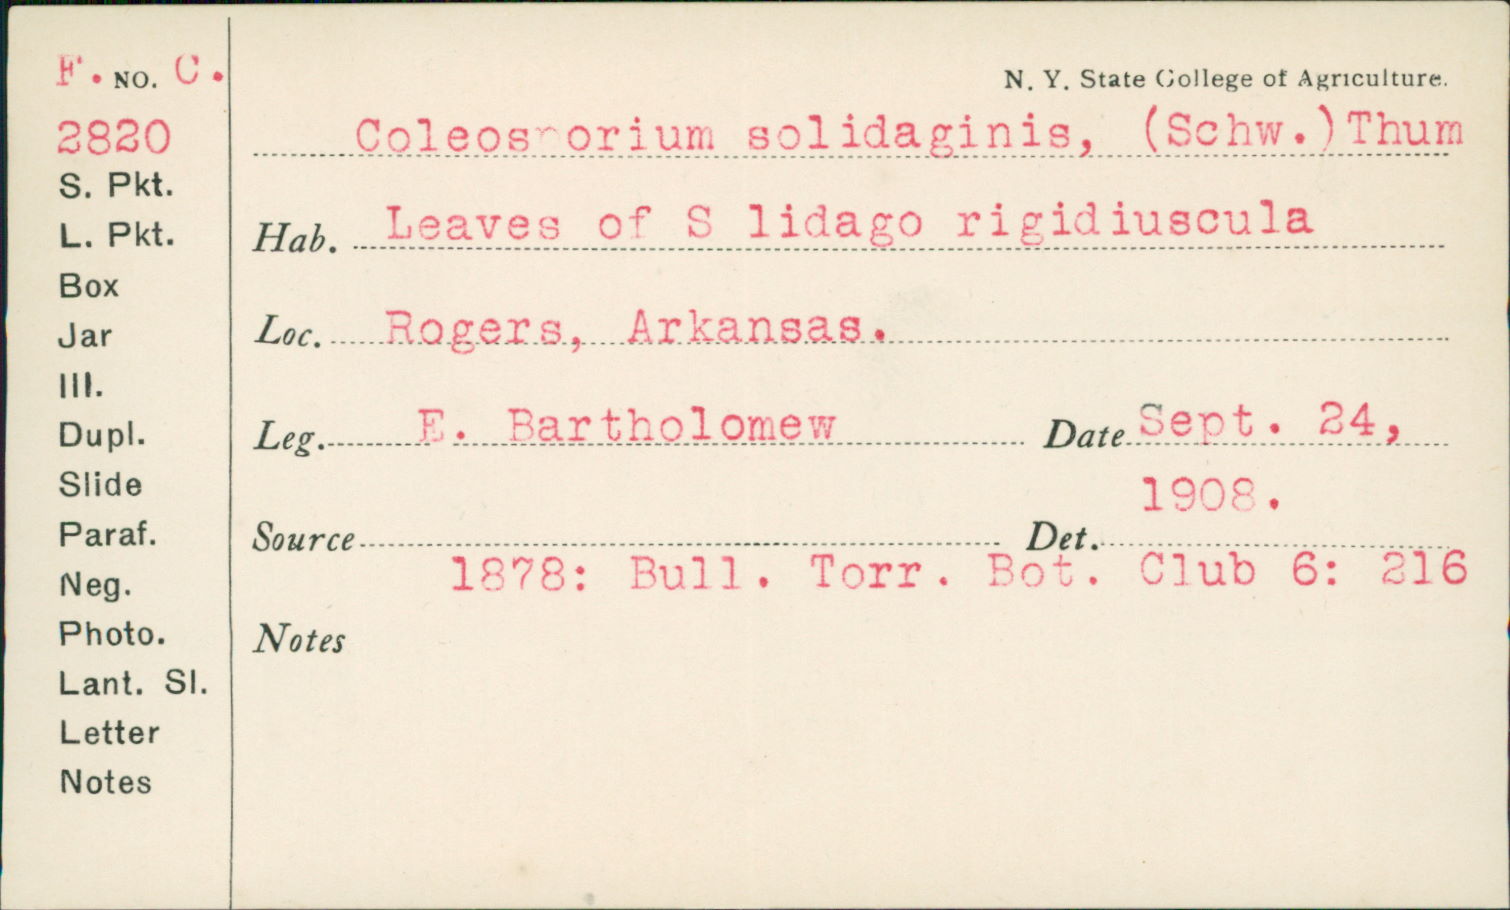 F. NO. C.
2820
S. Pkt.
L. Pkt.
Box
Jar
Ill.
Dupl.
Slide
Paraf.
Neg.
Photo.
Lant. Sl.
Letter
Notes
N. Y. State College of Agriculture.
Coleosporium solidaginis, (Schw.)Thum
Hab. Leaves of S lidago rigidiuscula
Loc. Rogers, Arkansas.
Leg. E. Bartholomew Date Sept. 24,
1908.
Source Det.
1878: Bull. Torr. Bot. Club 6: 216
Notes